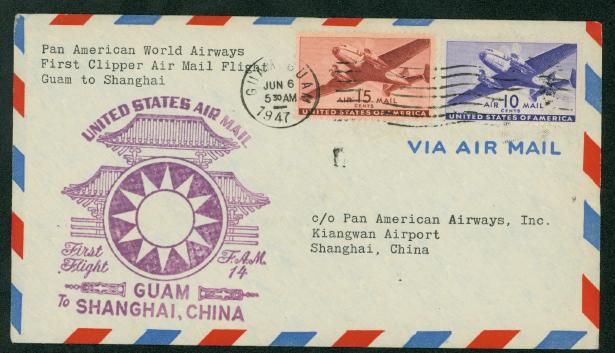 Pan American World Airways
First Clipper Air Mail Flight
Guam to Shanghai
GUAM GUAM
JUN 6
5 30 AM
1947
AIR 15 MAIL
CENTS
UNITED STATES OF AMERICA
AIR 10 MAIL
CENTS
UNITED STATES OF AMERICA
VIA AIR MAIL
UNITED STATES AIR MAIL
First Flight
F.A.M. 14
GUAM
To SHANGHAI, CHINA
c/o Pan American Airways, Inc.
Kiangwan Airport
Shanghai, China